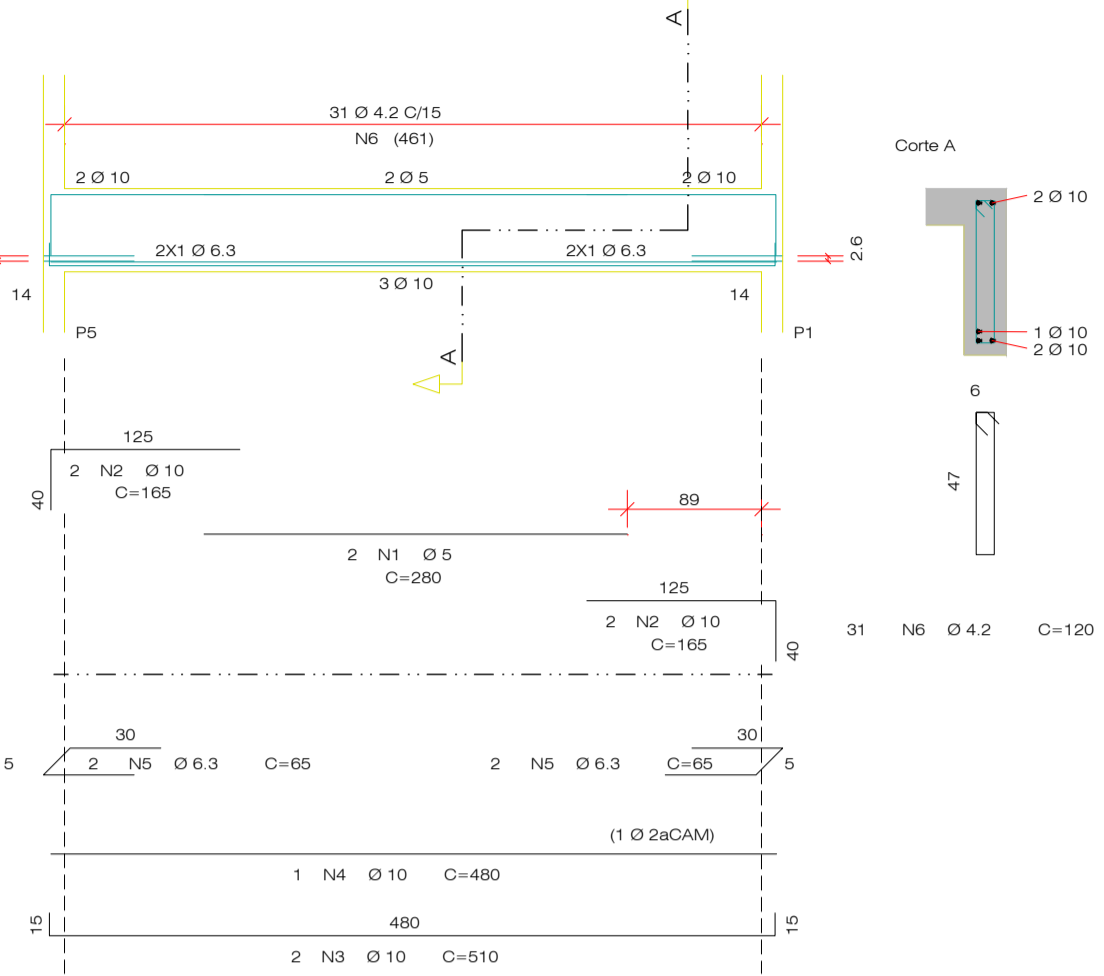 A
31 Ø 4.2 C/15
N6 (461)
Corte A
2 Ø 10
2 Ø 5
2 Ø 10
2 Ø 10
2X1 Ø 6.3
2X1 Ø 6.3
2.6
3 Ø 10
14
14
P5
P1
1 Ø 10
2 Ø 10
A
6
125
2 N2 Ø 10
C=165
40
47
89
2 N1 Ø 5
C=280
125
2 N2 Ø 10
C=165
40
31 N6 Ø 4.2 C=120
30
30
5
2 N5 Ø 6.3 C=65
2 N5 Ø 6.3 C=65
5
(1 Ø 2aCAM)
1 N4 Ø 10 C=480
15
480
15
2 N3 Ø 10 C=510